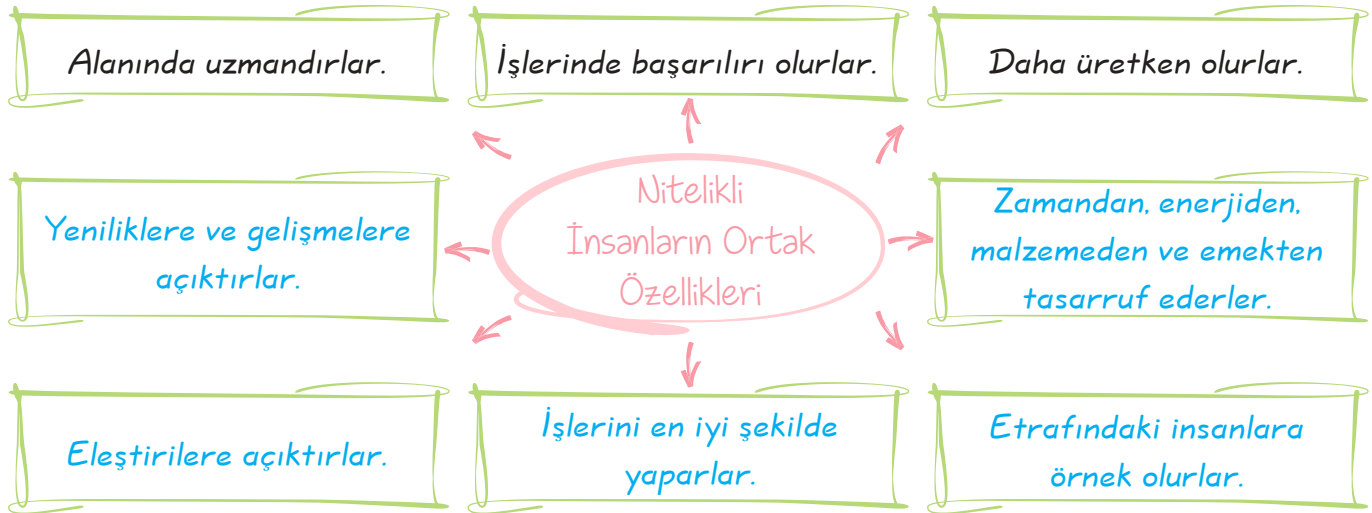 Alanında uzmandırlar.
İşlerinde başarılırı olurlar.
Daha üretken olurlar.
Yeniliklere ve gelişmelere
açıktırlar.
Nitelikli
İnsanların Ortak
Özellikleri
Zamandan, enerjiden,
malzemeden ve emekten
tasarruf ederler.
Eleştirilere açıktırlar.
İşlerini en iyi şekilde
yaparlar.
Etrafındaki insanlara
örnek olurlar.